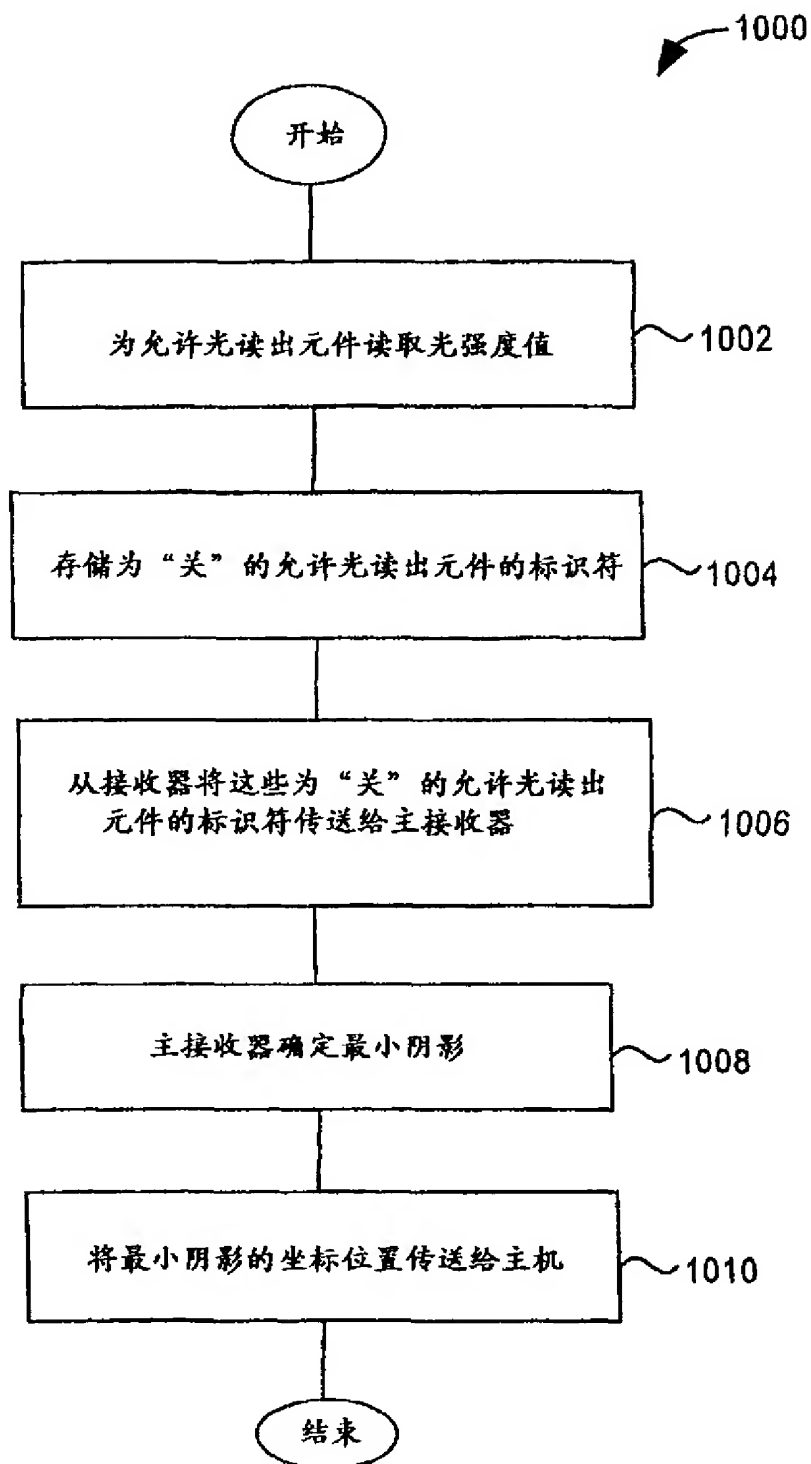 1000
开始
为允许光读出元件读取光强度值
1002
存储为“关”的允许光读出元件的标识符
1004
从接收器将这些为“关”的允许光读出
元件的标识符传送给主接收器
1006
主接收器确定最小阴影
1008
将最小阴影的坐标位置传送给主机
1010
结束